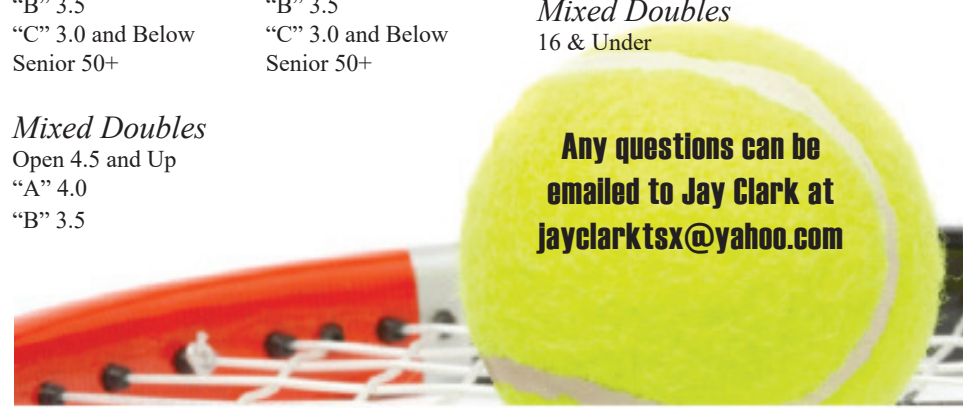 “B” 3.5
“C” 3.0 and Below
Senior 50+
Mixed Doubles
Open 4.5 and Up
“A” 4.0
“B” 3.5
“B” 3.5
“C” 3.0 and Below
Senior 50+
Mixed Doubles
16 & Under
Any questions can be
emailed to Jay Clark at
jayclarktsx@yahoo.com